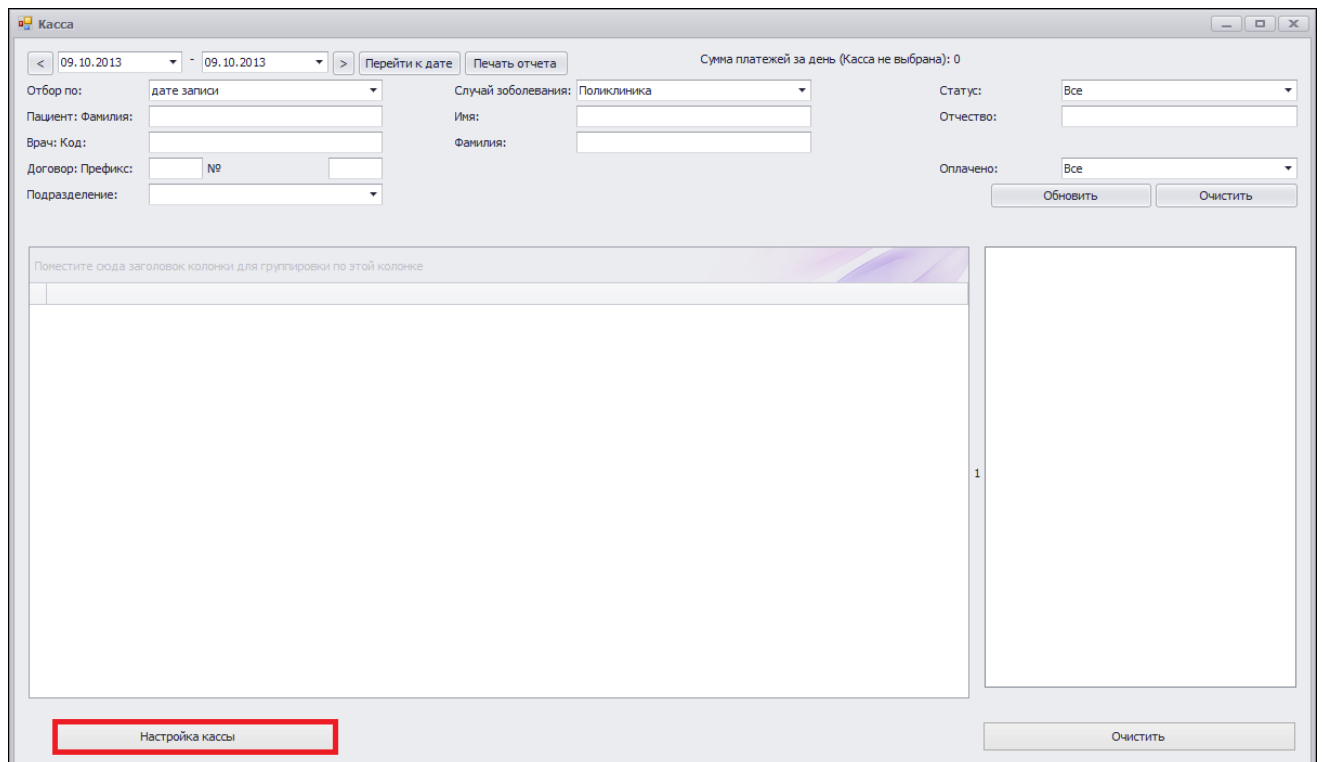 Касса
< 09.10.2013 - 09.10.2013 > Перейти к дате Печать отчета Сумма платежей за день (Касса не выбрана): 0
Отбор по: дате записи Случай зоболевания: Поликлиника Статус: Все
Пациент: Фамилия: Имя: Отчество:
Врач: Код: Фамилия:
Договор: Префикс: № Оплачено: Все
Подразделение: Обновить Очистить
Поместите сюда заголовок колонки для группировки по этой колонке
1
Настройка кассы Очистить